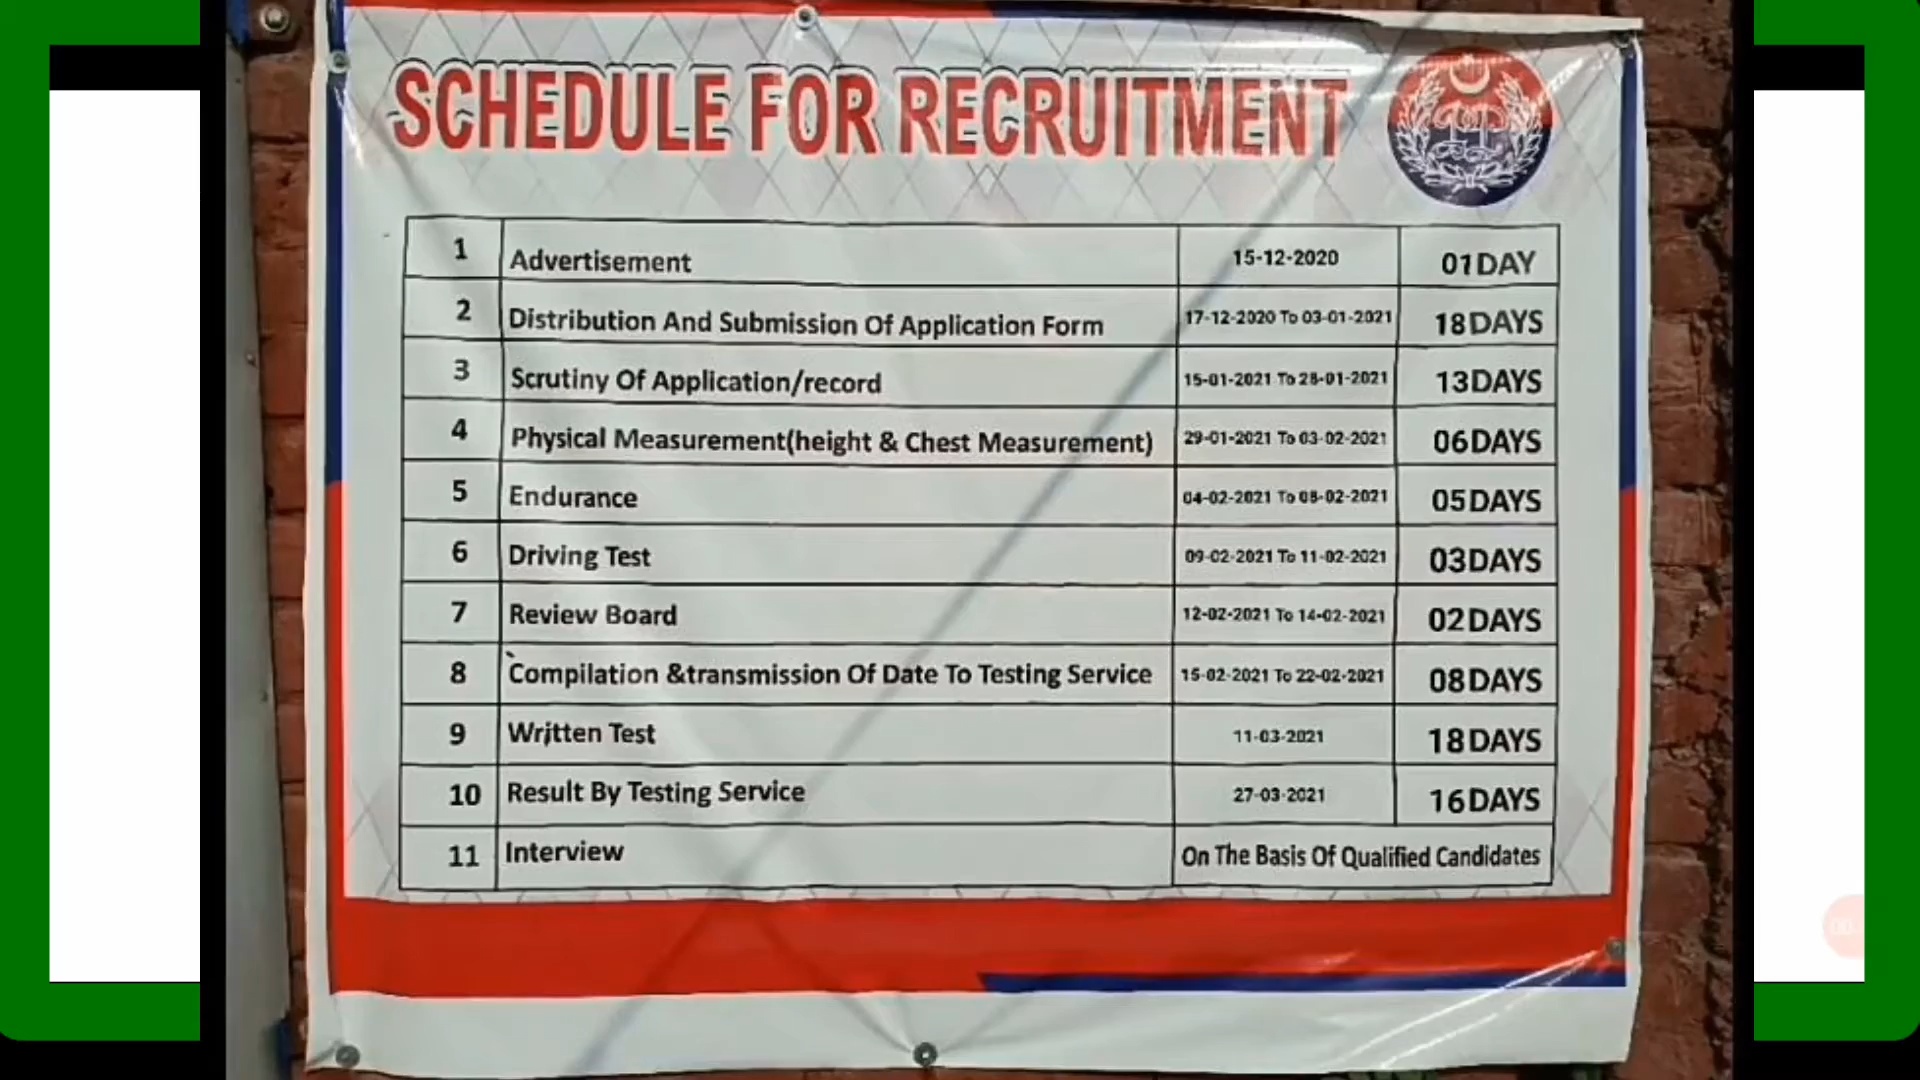 SCHEDULE FOR RECRUITMENT
1 Advertisement 15-12-2020 01DAY
2 Distribution And Submission Of Application Form 17-12-2020 To 03-01-2021 18DAYS
3 Scrutiny Of Application/record 15-01-2021 To 28-01-2021 13DAYS
4 Physical Measurement(height & Chest Measurement) 29-01-2021 To 03-02-2021 06DAYS
5 Endurance 04-02-2021 To 08-02-2021 05DAYS
6 Driving Test 09-02-2021 To 11-02-2021 03DAYS
7 Review Board 12-02-2021 To 14-02-2021 02DAYS
8 Compilation &transmission Of Date To Testing Service 15-02-2021 To 22-02-2021 08DAYS
9 Written Test 11-03-2021 18DAYS
10 Result By Testing Service 27-03-2021 16DAYS
11 Interview On The Basis Of Qualified Candidates